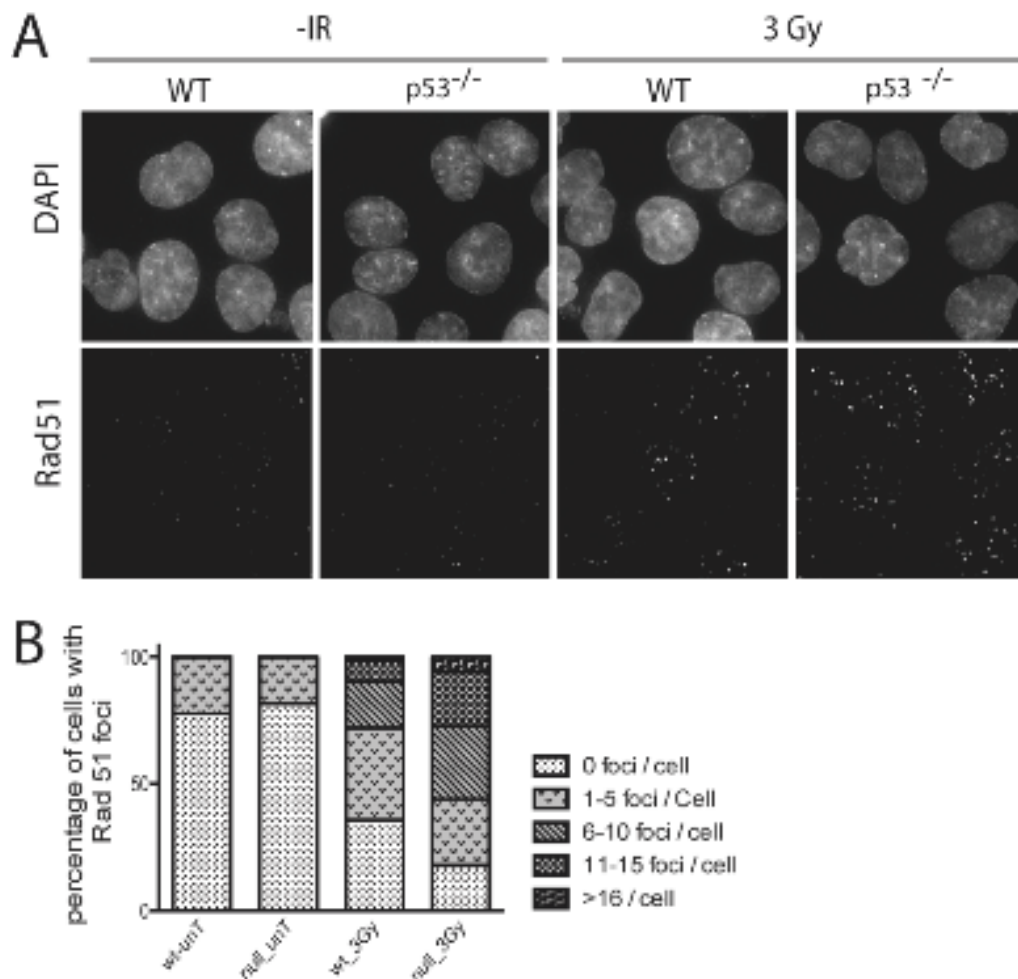 A
-IR
3 Gy
WT
p53-/-
WT
p53 -/-
DAPI
Rad51
B
percentage of cells with
Rad 51 foci
100
50
0
wt-unT
null_unT
wt_3Gy
null_3Gy
0 foci / cell
1-5 foci / Cell
6-10 foci / cell
11-15 foci / cell
>16 / cell